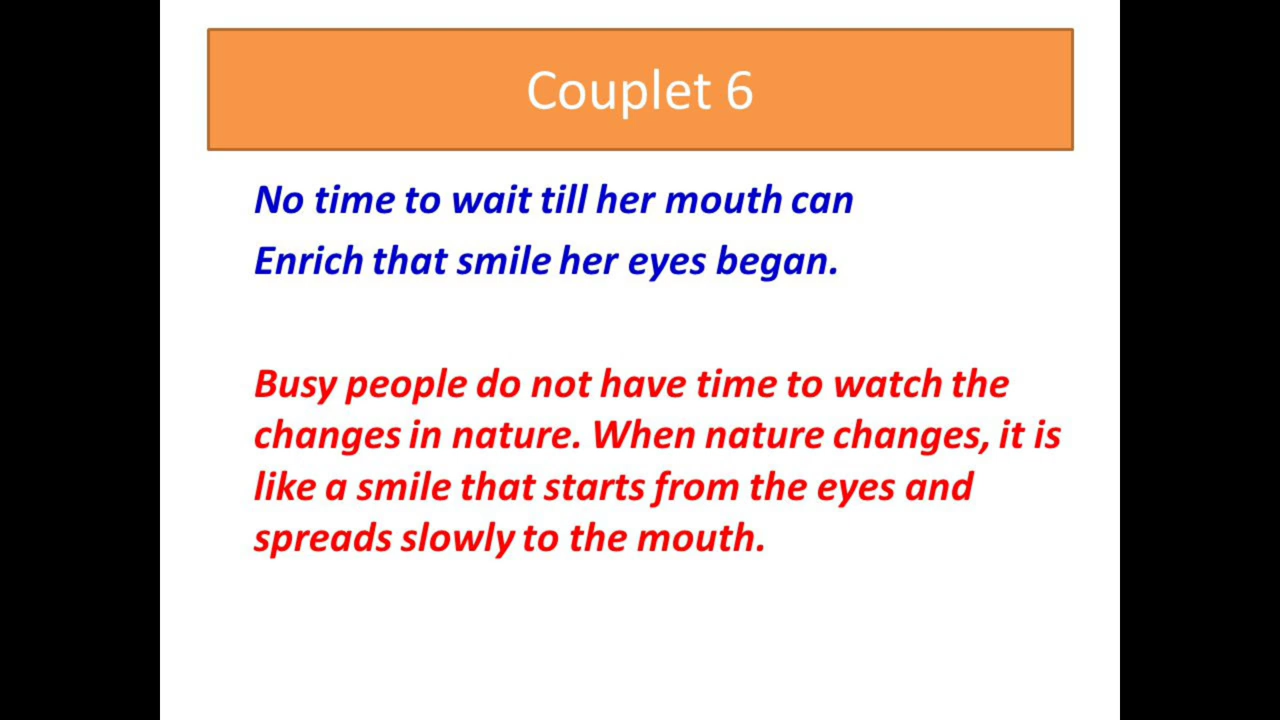 Couplet 6
No time to wait till her mouth can
Enrich that smile her eyes began.
Busy people do not have time to watch the
changes in nature. When nature changes, it is
like a smile that starts from the eyes and
spreads slowly to the mouth.